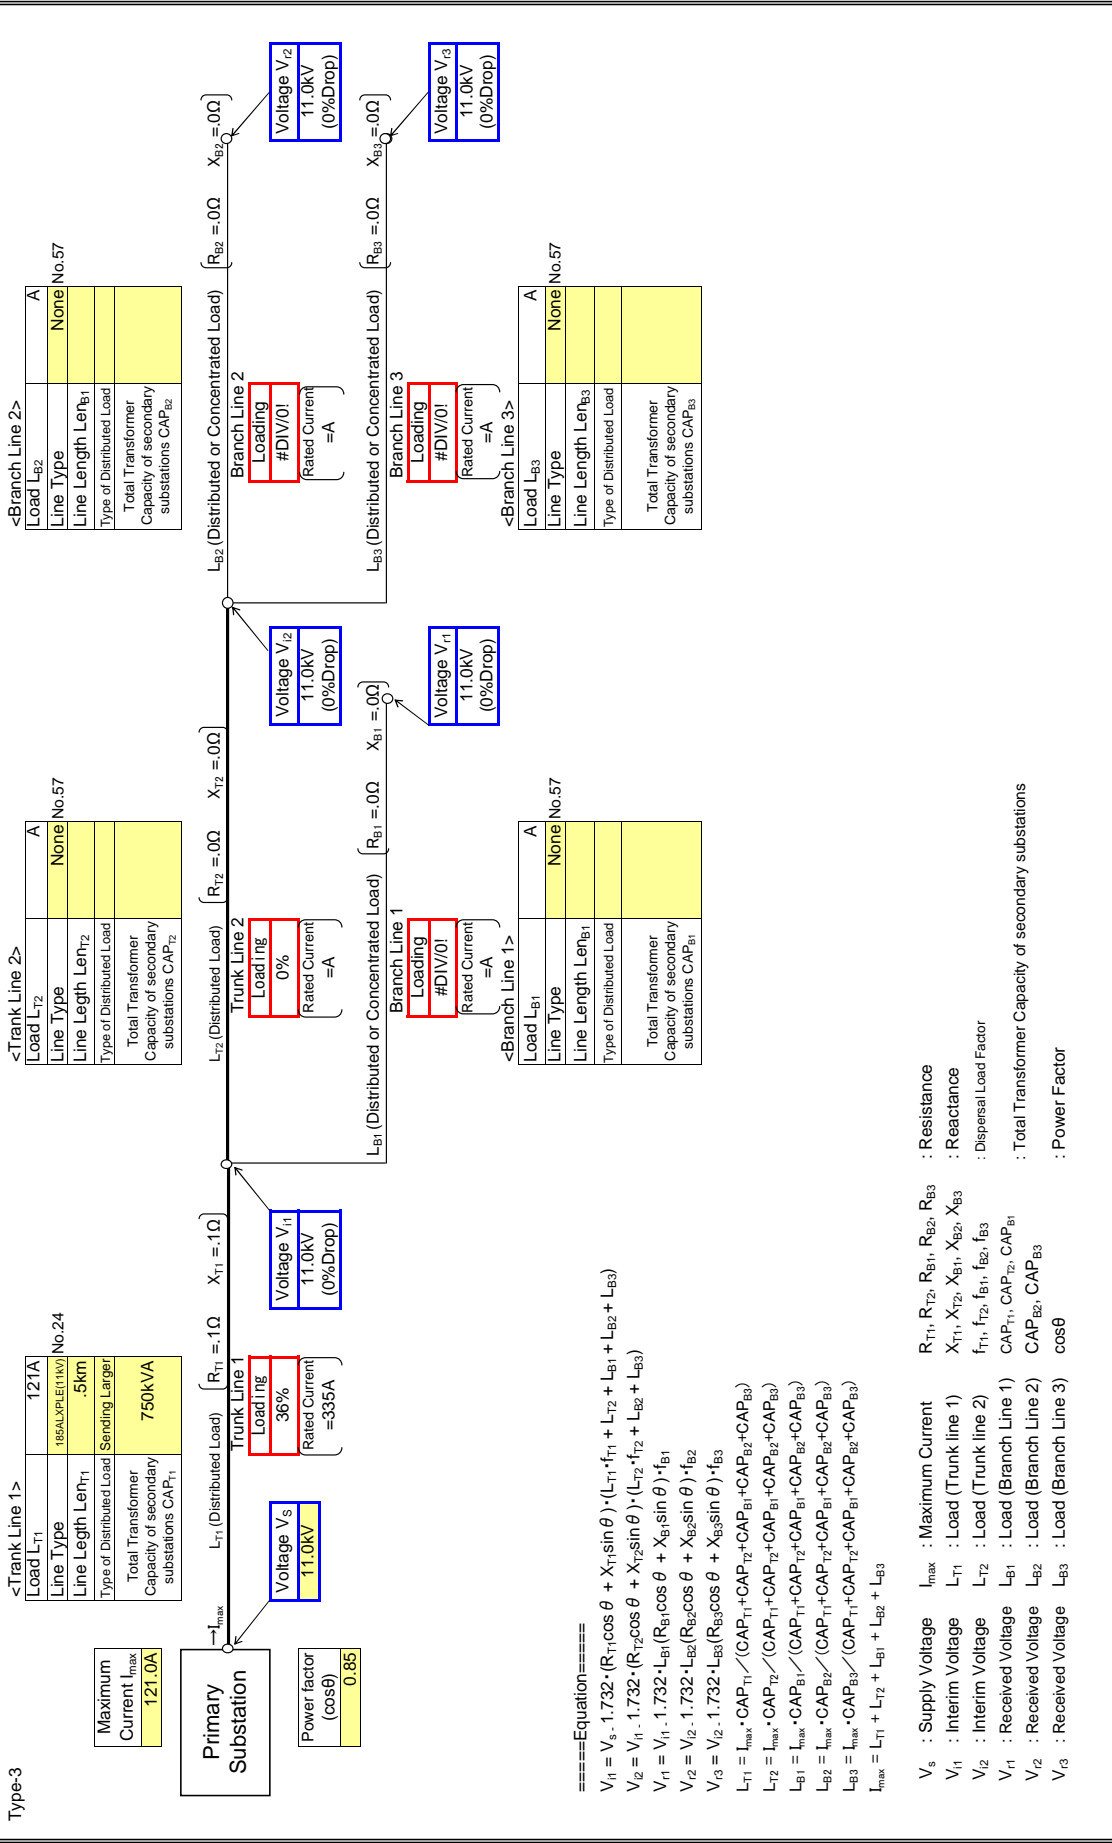 Type-3
Maximum
Current Imax
121.0A
Primary
Substation
Power factor
(cosθ)
0.85
→Imax
Voltage VS
11.0kV
<Trank Line 1>
Load LT1 121A
Line Type 185ALXPLE(11kV) No.24
Line Legth LenT1 .5km
Type of Distributed Load Sending Larger
Total Transformer
Capacity of secondary
substations CAPT1
750kVA
LT1 (Distributed Load) RT1 =.1Ω XT1 =.1Ω
Trunk Line 1
Loading
36%
Rated Current
=335A
Voltage Vi1
11.0kV
(0%Drop)
<Trank Line 2>
Load LT2 A
Line Type None No.57
Line Length LenT2
Type of Distributed Load
Total Transformer
Capacity of secondary
substations CAPT2
LT2 (Distributed Load) RT2 =.0Ω XT2 =.0Ω
Trunk Line 2
Loading
0%
Rated Current
=A
Voltage Vi2
11.0kV
(0%Drop)
LB1 (Distributed or Concentrated Load) RB1 =.0Ω XB1 =.0Ω
Branch Line 1
Loading
#DIV/0!
Rated Current
=A
Voltage Vr1
11.0kV
(0%Drop)
<Branch Line 1>
Load LB1 A
Line Type None No.57
Line Length LenB1
Type of Distributed Load
Total Transformer
Capacity of secondary
substations CAPB1
<Branch Line 2>
Load LB2 A
Line Type None No.57
Line Length LenB1
Type of Distributed Load
Total Transformer
Capacity of secondary
substations CAPB2
LB2 (Distributed or Concentrated Load) RB2 =.0Ω XB2 =.0Ω
Branch Line 2
Loading
#DIV/0!
Rated Current
=A
Voltage Vr2
11.0kV
(0%Drop)
LB3 (Distributed or Concentrated Load) RB3 =.0Ω XB3 =.0Ω
Branch Line 3
Loading
#DIV/0!
Rated Current
=A
Voltage Vr3
11.0kV
(0%Drop)
<Branch Line 3>
Load LB3 A
Line Type None No.57
Line Length LenB3
Type of Distributed Load
Total Transformer
Capacity of secondary
substations CAPB3
=====Equation=====
Vi1 = Vs - 1.732・(RT1cos θ + XT1sin θ)・(LT1・fT1 + LT2 + LB1 + LB2 + LB3)
Vi2 = Vi1 - 1.732・(RT2cos θ + XT2sin θ)・(LT2・fT2 + LB2 + LB3)
Vr1 = Vi1 - 1.732・LB1(RB1cos θ + XB1sin θ)・fB1
Vr2 = Vi2 - 1.732・LB2(RB2cos θ + XB2sin θ)・fB2
Vr3 = Vi2 - 1.732・LB3(RB3cos θ + XB3sin θ)・fB3
LT1 = Imax・CAPT1／(CAPT1+CAPT2+CAPB1+CAPB2+CAPB3)
LT2 = Imax・CAPT2／(CAPT1+CAPT2+CAPB1+CAPB2+CAPB3)
LB1 = Imax・CAPB1／(CAPT1+CAPT2+CAPB1+CAPB2+CAPB3)
LB2 = Imax・CAPB2／(CAPT1+CAPT2+CAPB1+CAPB2+CAPB3)
LB3 = Imax・CAPB3／(CAPT1+CAPT2+CAPB1+CAPB2+CAPB3)
Imax = LT1 + LT2 + LB1 + LB2 + LB3
Vs : Supply Voltage Imax : Maximum Current RT1, RT2, RB1, RB2, RB3 : Resistance
Vi1 : Interim Voltage LT1 : Load (Trunk line 1) XT1, XT2, XB1, XB2, XB3 : Reactance
Vi2 : Interim Voltage LT2 : Load (Trunk line 2) fT1, fT2, fB1, fB2, fB3 : Dispersal Load Factor
Vr1 : Received Voltage LB1 : Load (Branch Line 1) CAPT1, CAPT2, CAPB1 : Total Transformer Capacity of secondary substations
Vr2 : Received Voltage LB2 : Load (Branch Line 2) CAPB2, CAPB3
Vr3 : Received Voltage LB3 : Load (Branch Line 3) cosθ : Power Factor